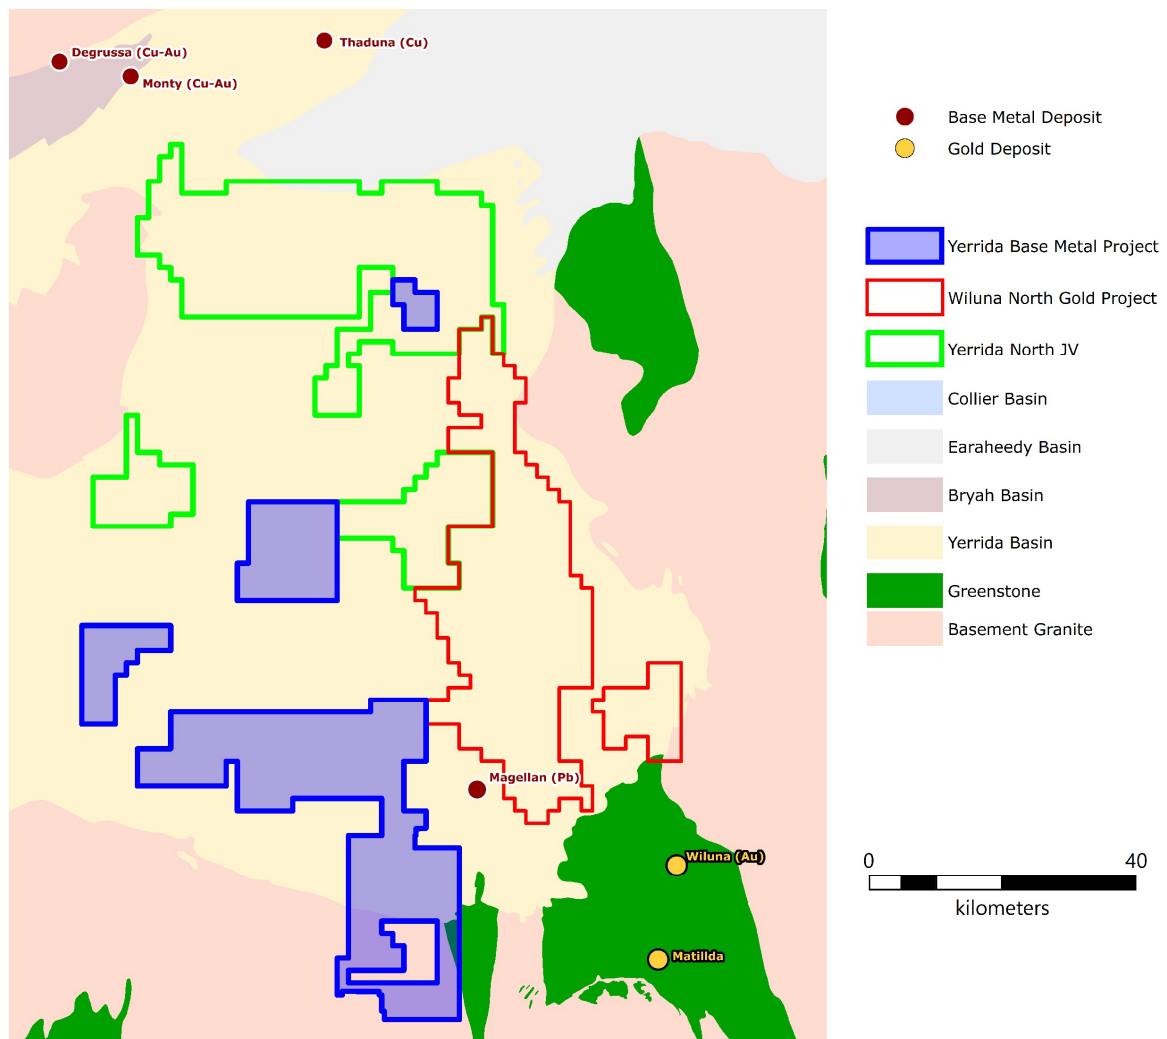 Degrussa (Cu-Au)
Thaduna (Cu)
Monty (Cu-Au)
Magellan (Pb)
Wiluna (Au)
Matillda
Base Metal Deposit
Gold Deposit
Yerrida Base Metal Project
Wiluna North Gold Project
Yerrida North JV
Collier Basin
Earaheedy Basin
Bryah Basin
Yerrida Basin
Greenstone
Basement Granite
0 40
kilometers